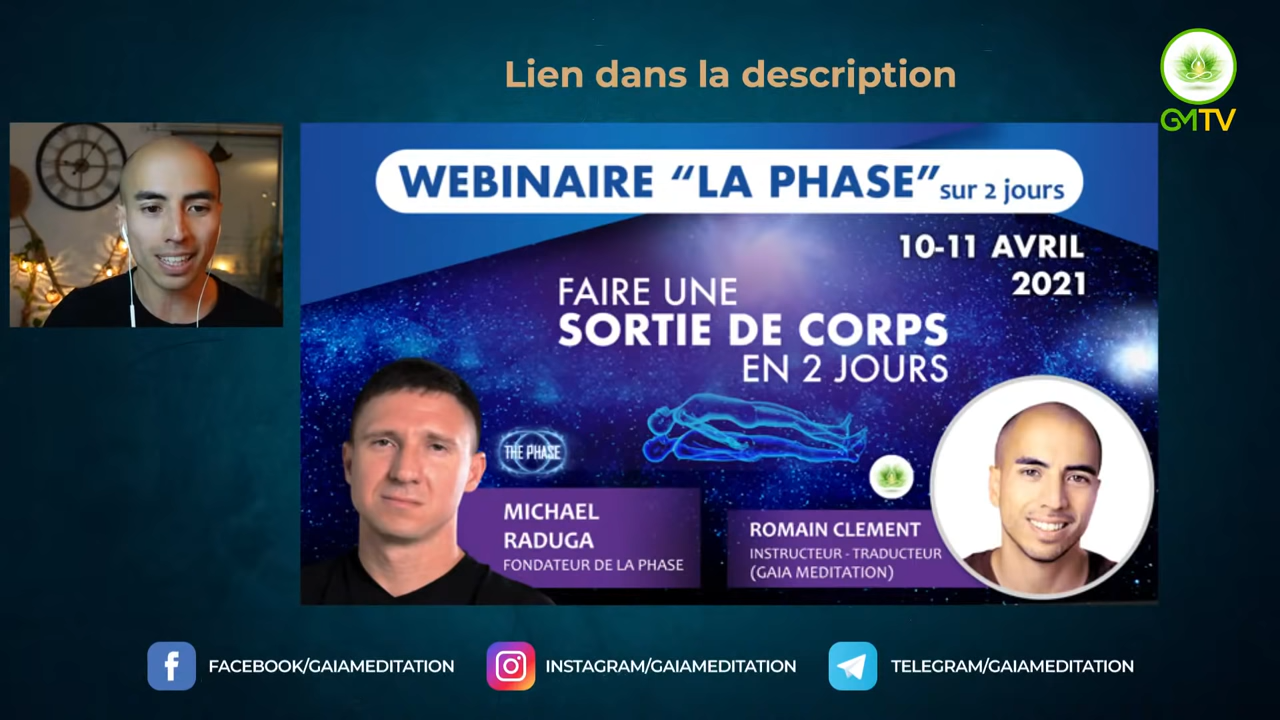 Lien dans la description
GMTV
WEBINAIRE “LA PHASE” sur 2 jours
10-11 AVRIL
2021
FAIRE UNE
SORTIE DE CORPS
EN 2 JOURS
THE PHASE
MICHAEL
RADUGA
FONDATEUR DE LA PHASE
ROMAIN CLEMENT
INSTRUCTEUR - TRADUCTEUR
(GAIA MEDITATION)
FACEBOOK/GAIAMEDITATION
INSTAGRAM/GAIAMEDITATION
TELEGRAM/GAIAMEDITATION